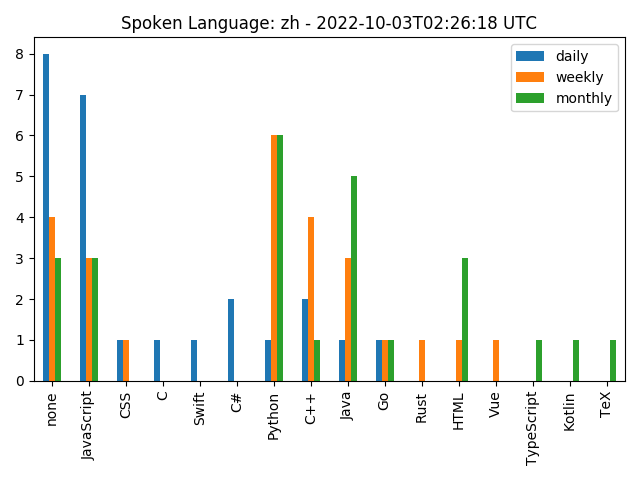 Spoken Language: zh - 2022-10-03T02:26:18 UTC
daily
weekly
monthly
8
7
6
5
4
3
2
1
0
none
JavaScript
CSS
C
Swift
C#
Python
C++
Java
Go
Rust
HTML
Vue
TypeScript
Kotlin
TeX